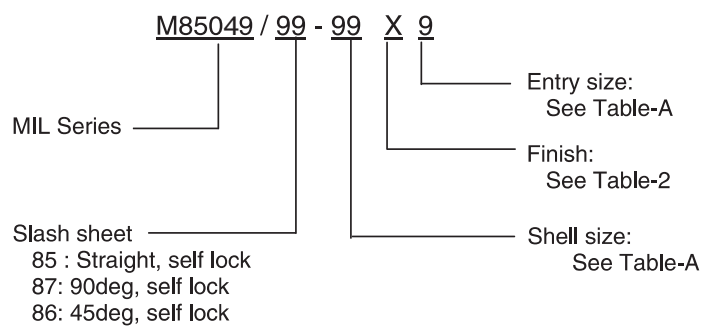 M85049 / 99 - 99 X 9
Entry size:
See Table-A
MIL Series
Finish:
See Table-2
Slash sheet
85 : Straight, self lock
87: 90deg, self lock
86: 45deg, self lock
Shell size:
See Table-A